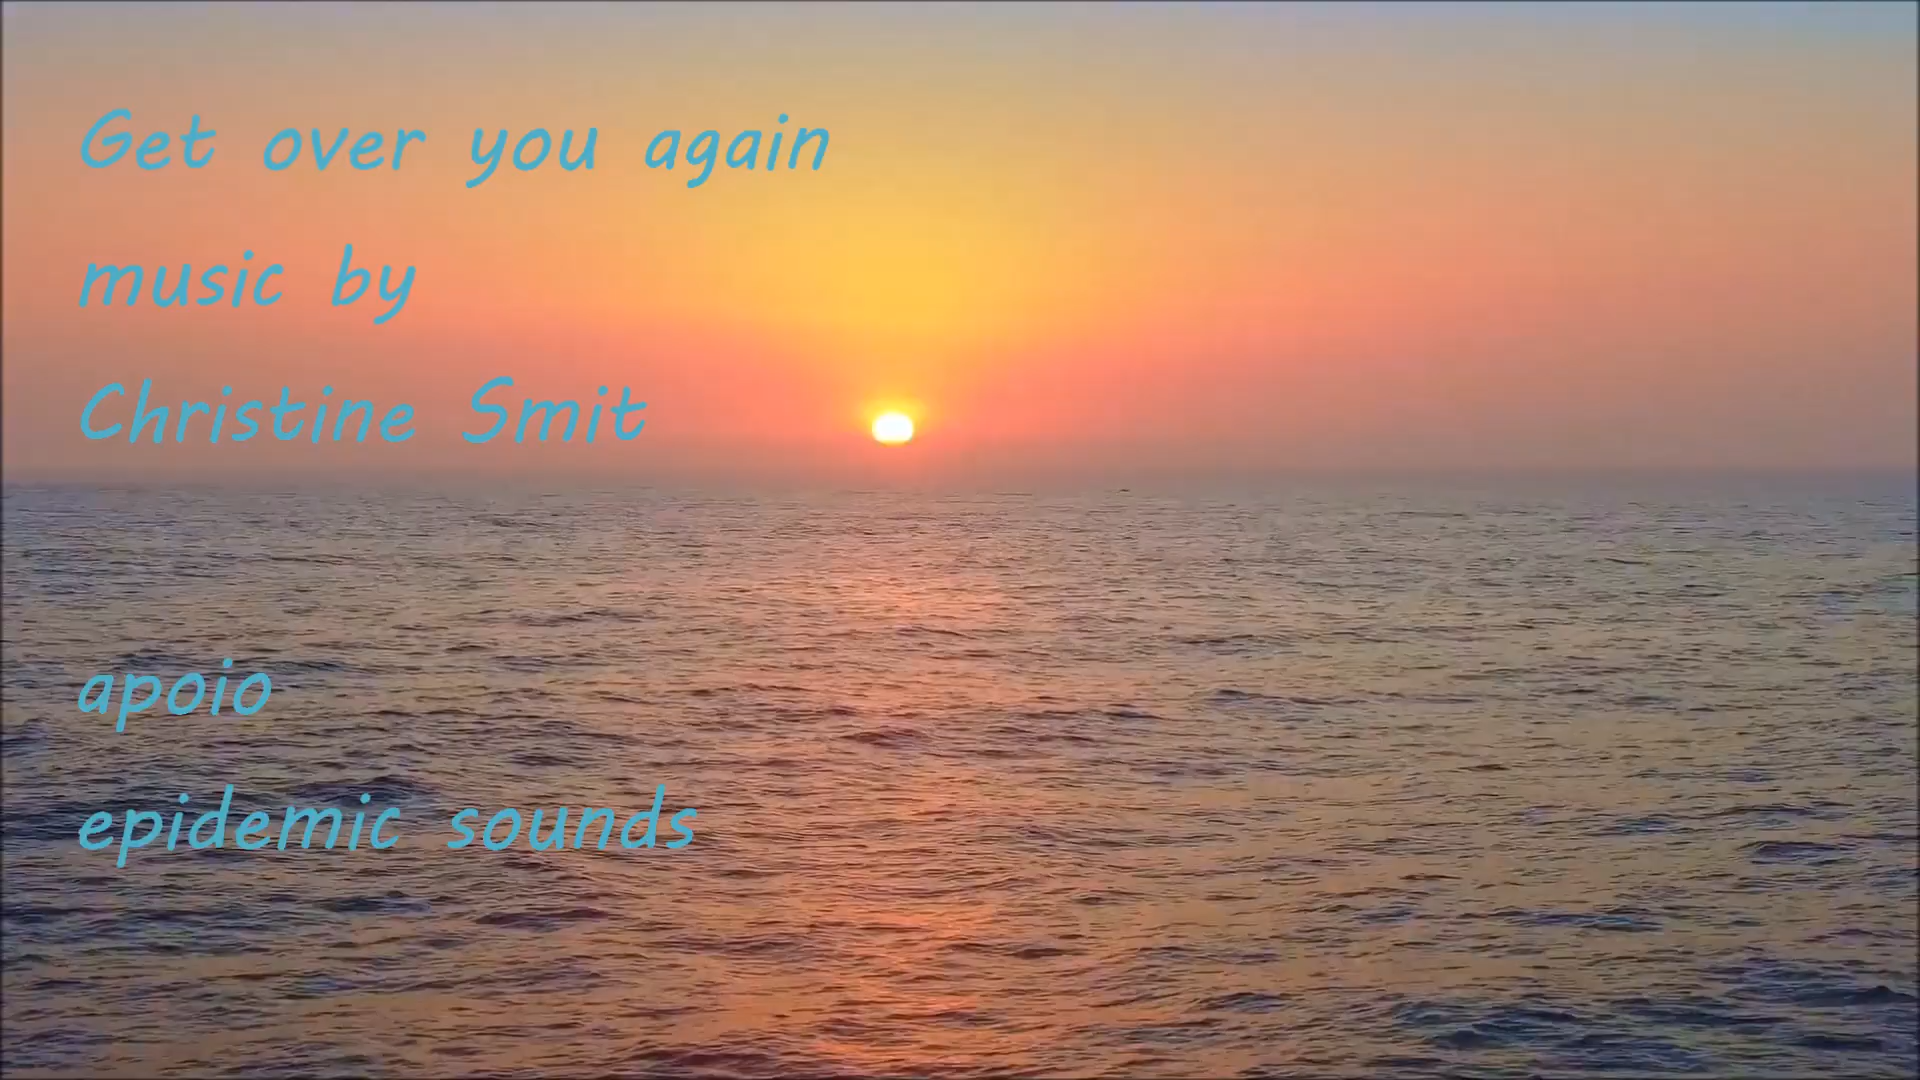 Get over you again
music by
Christine Smit
apoio
epidemic sounds